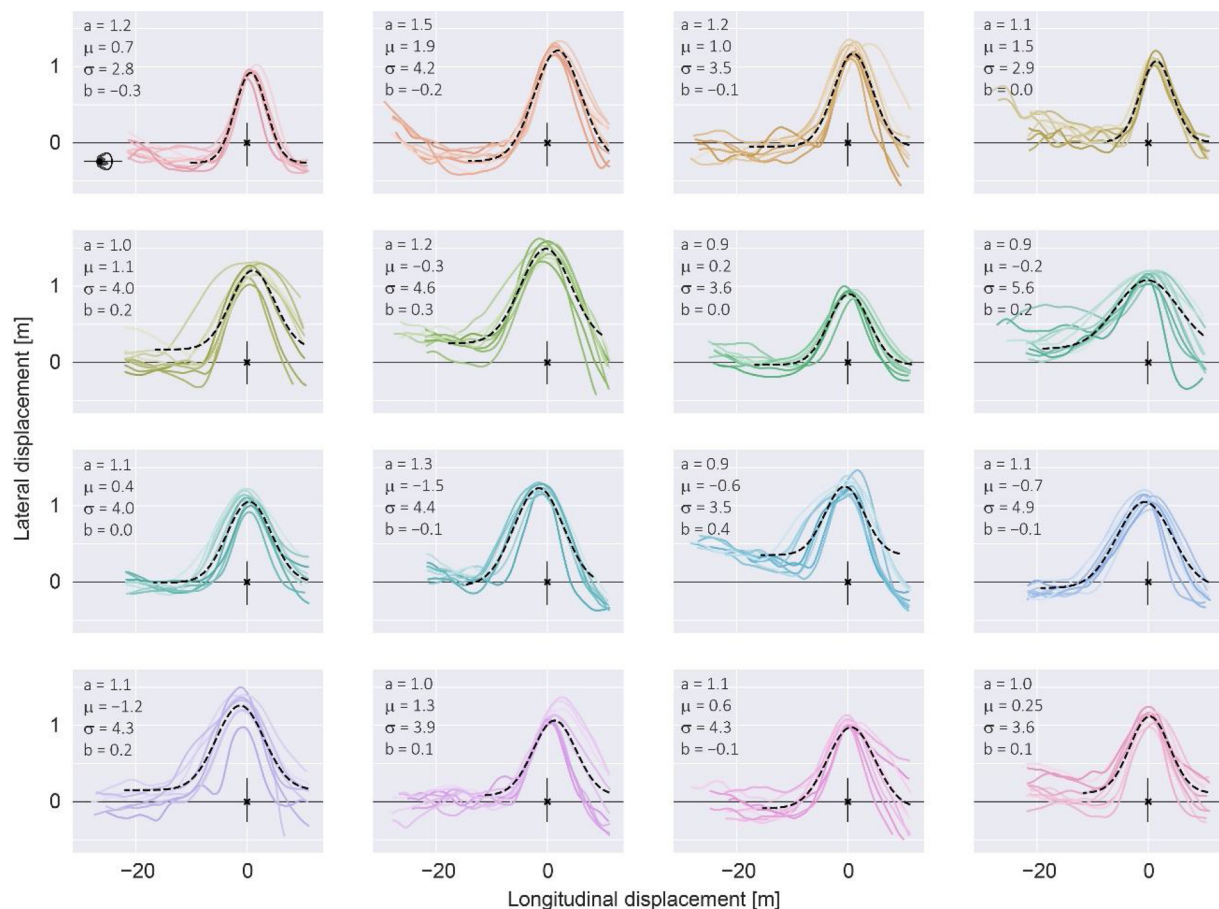 a = 1.2
μ = 0.7
σ = 2.8
b = −0.3
a = 1.5
μ = 1.9
σ = 4.2
b = −0.2
a = 1.2
μ = 1.0
σ = 3.5
b = −0.1
a = 1.1
μ = 1.5
σ = 2.9
b = 0.0
1
0
a = 1.0
μ = 1.1
σ = 4.0
b = 0.2
a = 1.2
μ = −0.3
σ = 4.6
b = 0.3
a = 0.9
μ = 0.2
σ = 3.6
b = 0.0
a = 0.9
μ = −0.2
σ = 5.6
b = 0.2
1
0
Lateral displacement [m]
a = 1.1
μ = 0.4
σ = 4.0
b = 0.0
a = 1.3
μ = −1.5
σ = 4.4
b = −0.1
a = 0.9
μ = −0.6
σ = 3.5
b = 0.4
a = 1.1
μ = −0.7
σ = 4.9
b = −0.1
1
0
a = 1.1
μ = −1.2
σ = 4.3
b = 0.2
a = 1.0
μ = 1.3
σ = 3.9
b = 0.1
a = 1.1
μ = 0.6
σ = 4.3
b = −0.1
a = 1.0
μ = 0.25
σ = 3.6
b = 0.1
1
0
−20 0 −20 0 −20 0 −20 0
Longitudinal displacement [m]